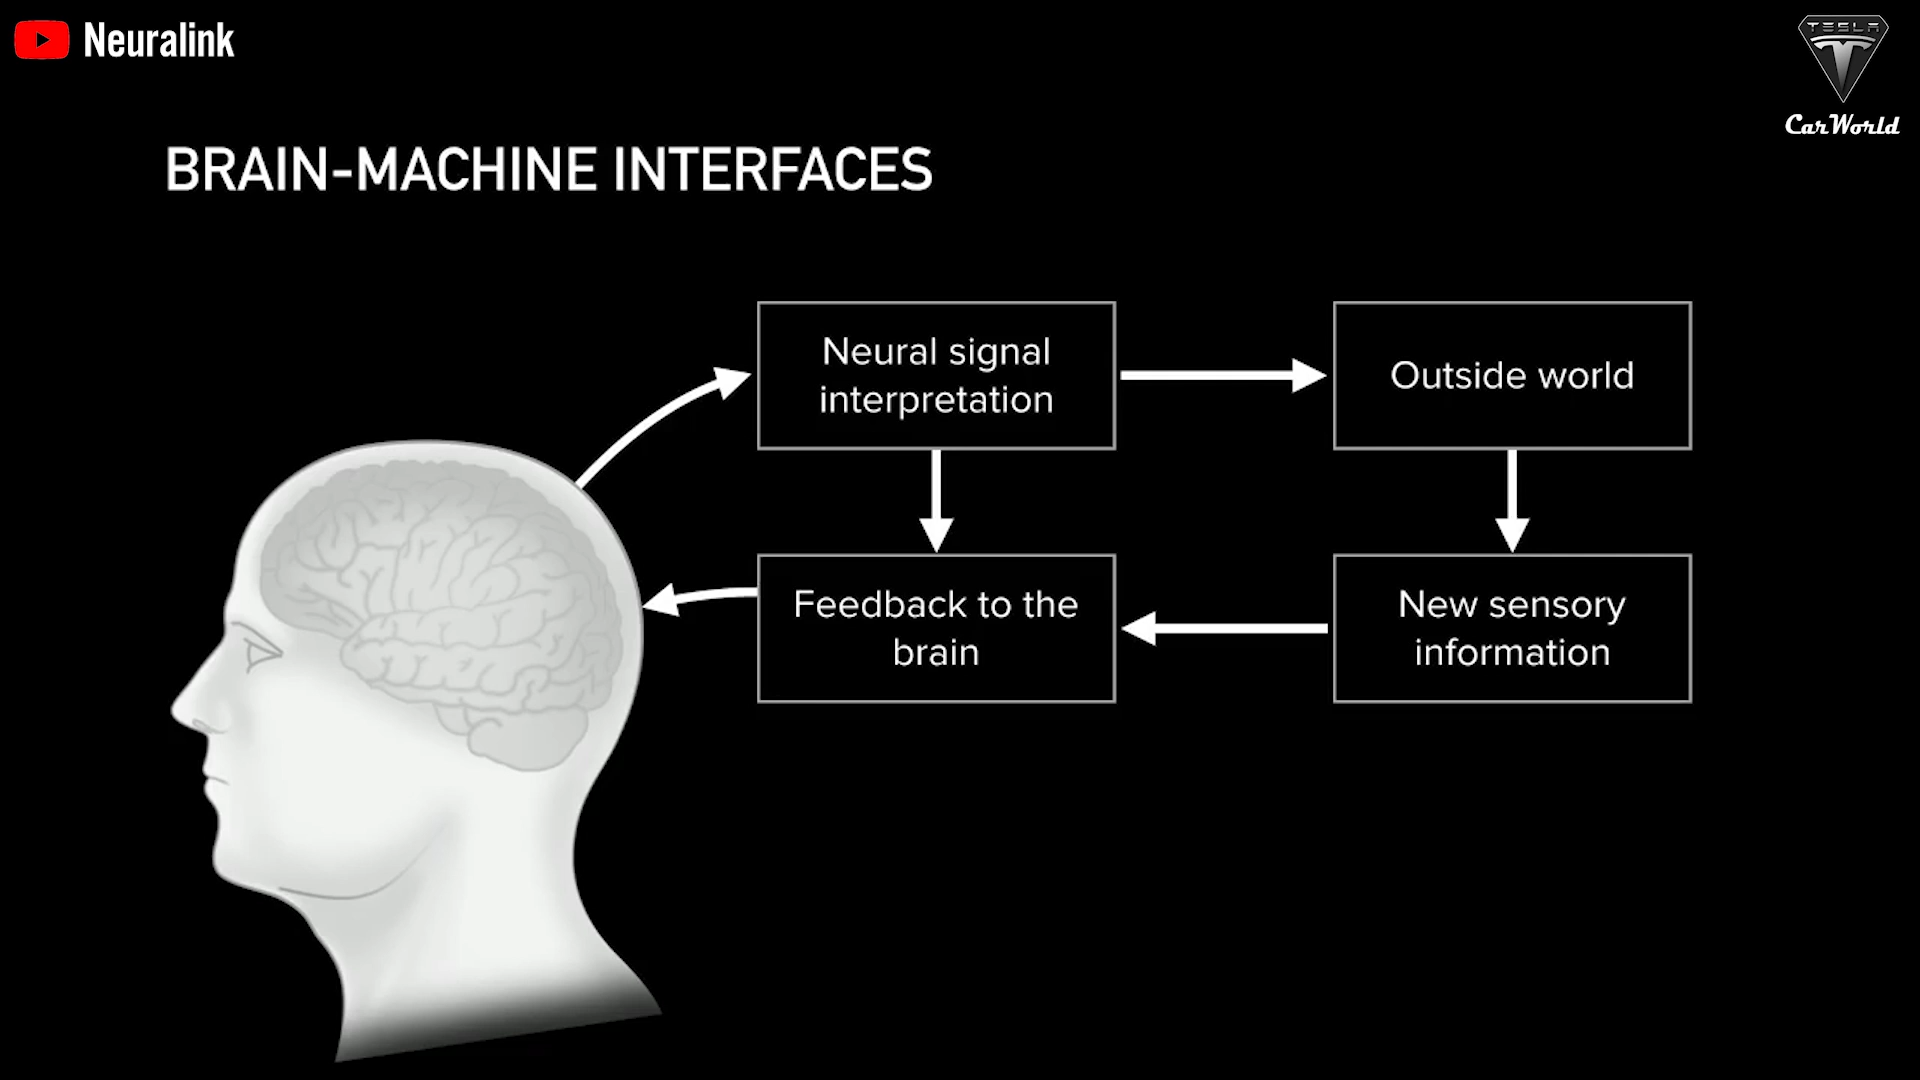 Neuralink
TESLA
CarWorld
BRAIN-MACHINE INTERFACES
Neural signal
interpretation
Outside world
Feedback to the
brain
New sensory
information